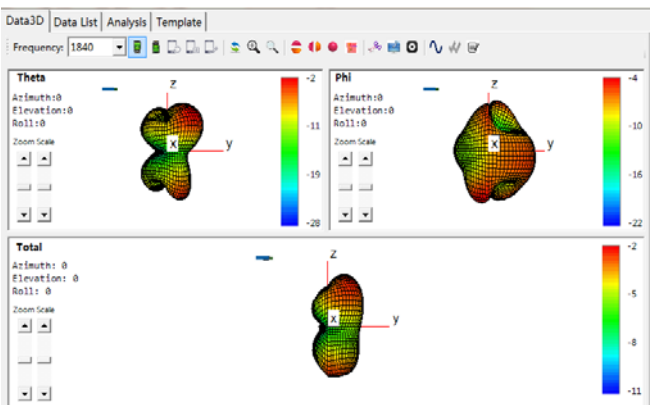 Data3D Data List Analysis Template
Frequency: 1840
Theta
Azimuth:0
Elevation:0
Roll:0
Zoom Scale
z
x
y
-2
-11
-19
-28
Phi
Azimuth:0
Elevation:0
Roll:0
Zoom Scale
z
x
y
-4
-10
-16
-22
Total
Azimuth: 0
Elevation: 0
Roll: 0
Zoom Scale
z
x
y
-2
-5
-8
-11